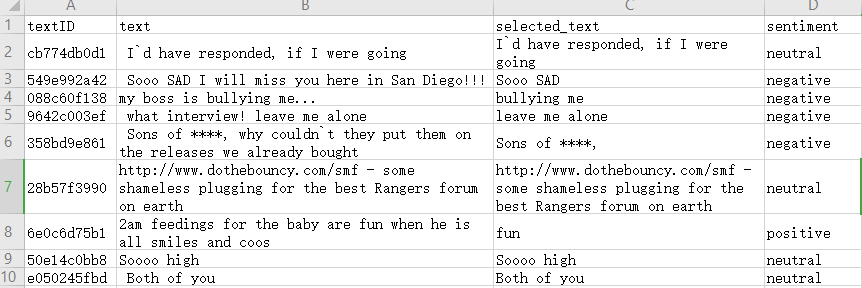 A B C D
1 textID text selected_text sentiment
2 cb774db0d1 I`d have responded, if I were going I`d have responded, if I were going neutral
3 549e992a42 Sooo SAD I will miss you here in San Diego!!! Sooo SAD negative
4 088c60f138 my boss is bullying me... bullying me negative
5 9642c003ef what interview! leave me alone leave me alone negative
6 358bd9e861 Sons of ****, why couldn`t they put them on the releases we already bought Sons of ****, negative
7 28b57f3990 http://www.dothebouncy.com/smf - some shameless plugging for the best Rangers forum on earth http://www.dothebouncy.com/smf - some shameless plugging for the best Rangers forum on earth neutral
8 6e0c6d75b1 2am feedings for the baby are fun when he is all smiles and coos fun positive
9 50e14c0bb8 Soooo high Soooo high neutral
10 e050245fbd Both of you Both of you neutral